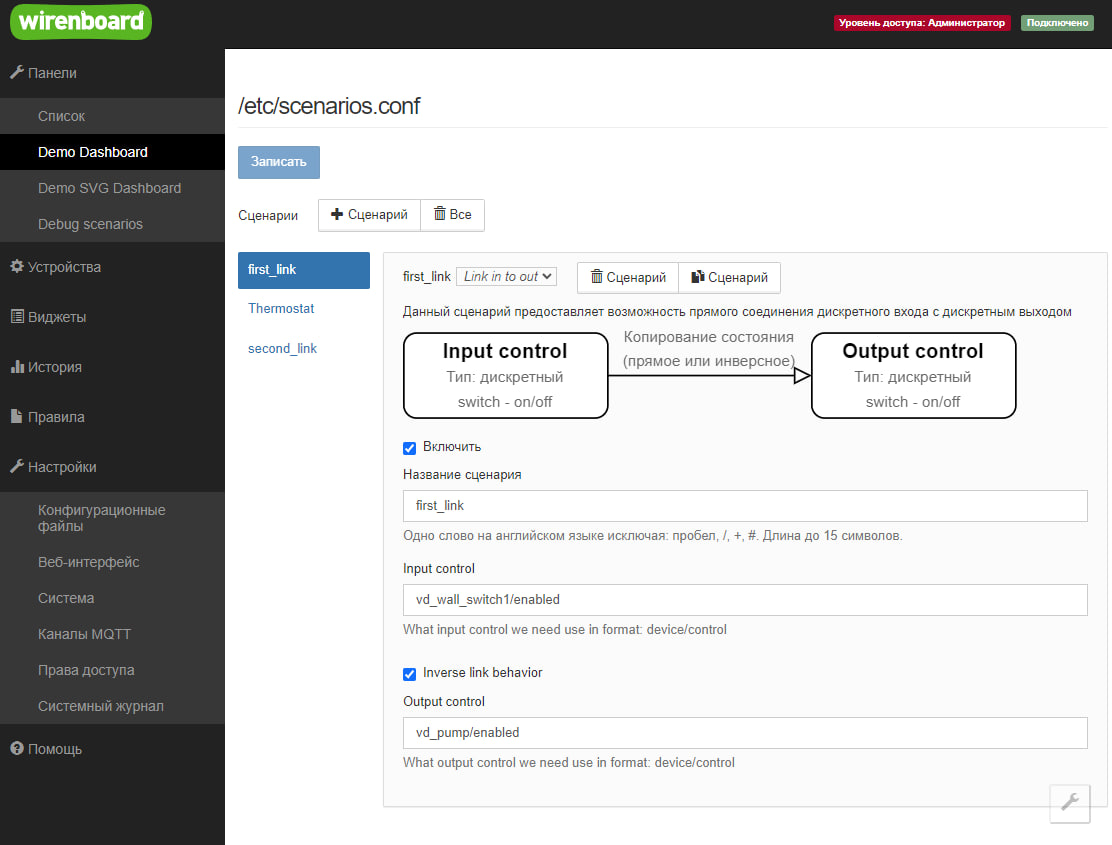 wirenboard
Уровень доступа: Администратор
Подключено
Панели
Список
Demo Dashboard
Demo SVG Dashboard
Debug scenarios
Устройства
Виджеты
История
Правила
Настройки
Конфигурационные
файлы
Веб-интерфейс
Система
Каналы MQTT
Права доступа
Системный журнал
Помощь
/etc/scenarios.conf
Записать
Сценарии
Сценарий
Все
first_link
Thermostat
second_link
first_link Link in to out
Сценарий
Сценарий
Данный сценарий предоставляет возможность прямого соединения дискретного входа с дискретным выходом
Input control
Тип: дискретный
switch - on/off
Копирование состояния
(прямое или инверсное)
Output control
Тип: дискретный
switch - on/off
Включить
Название сценария
first_link
Одно слово на английском языке исключая: пробел, /, +, #. Длина до 15 символов.
Input control
vd_wall_switch1/enabled
What input control we need use in format: device/control
Inverse link behavior
Output control
vd_pump/enabled
What output control we need use in format: device/control